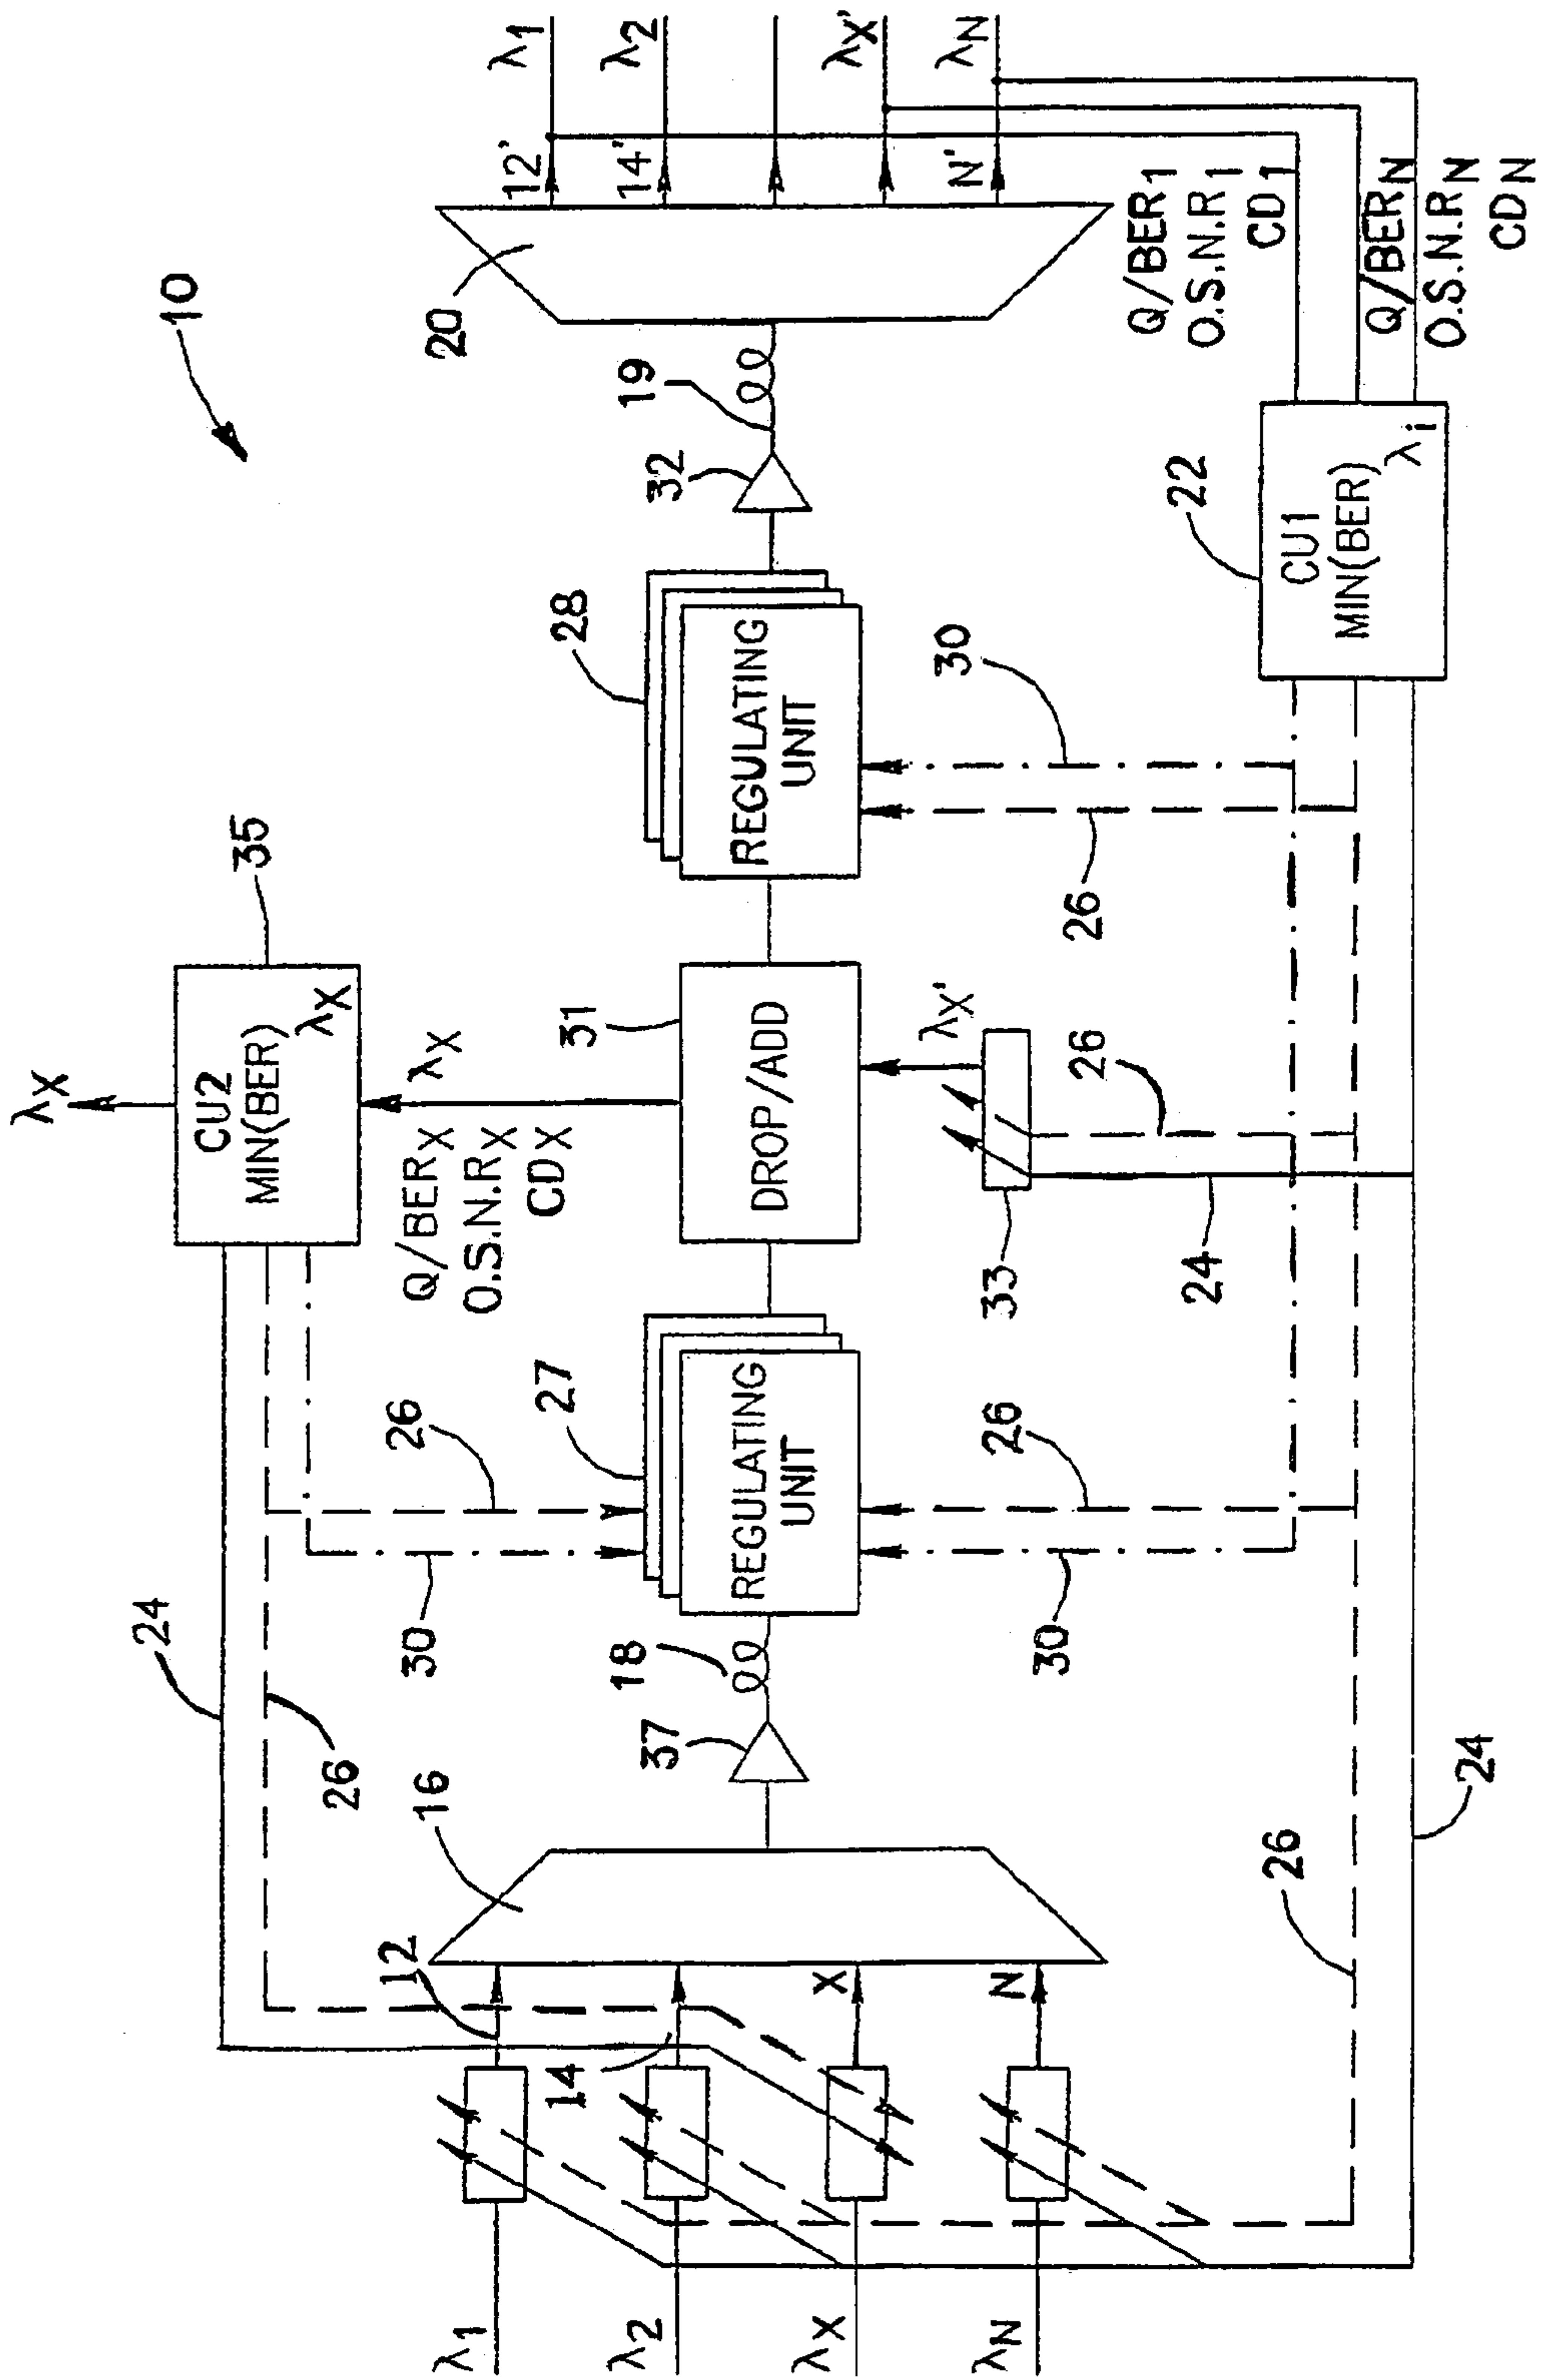 10
λX
CU2
MIN(BER)
λX
35
24
26
26
30
Q/BERX
O.S.N.RX
CDX
λX
12
14
X
N
16
37
18
27
REGULATING
UNIT
31
DROP/ADD
28
REGULATING
UNIT
32
19
20
12'
14'
N'
λ1
λ2
λX'
λN
λ1
λ2
λX
λN
λX'
33
24
26
26
30
26
30
26
24
22
CU1
MIN(BER)
λi
Q/BER1
O.S.N.R1
CD1
Q/BERN
O.S.N.RN
CDN